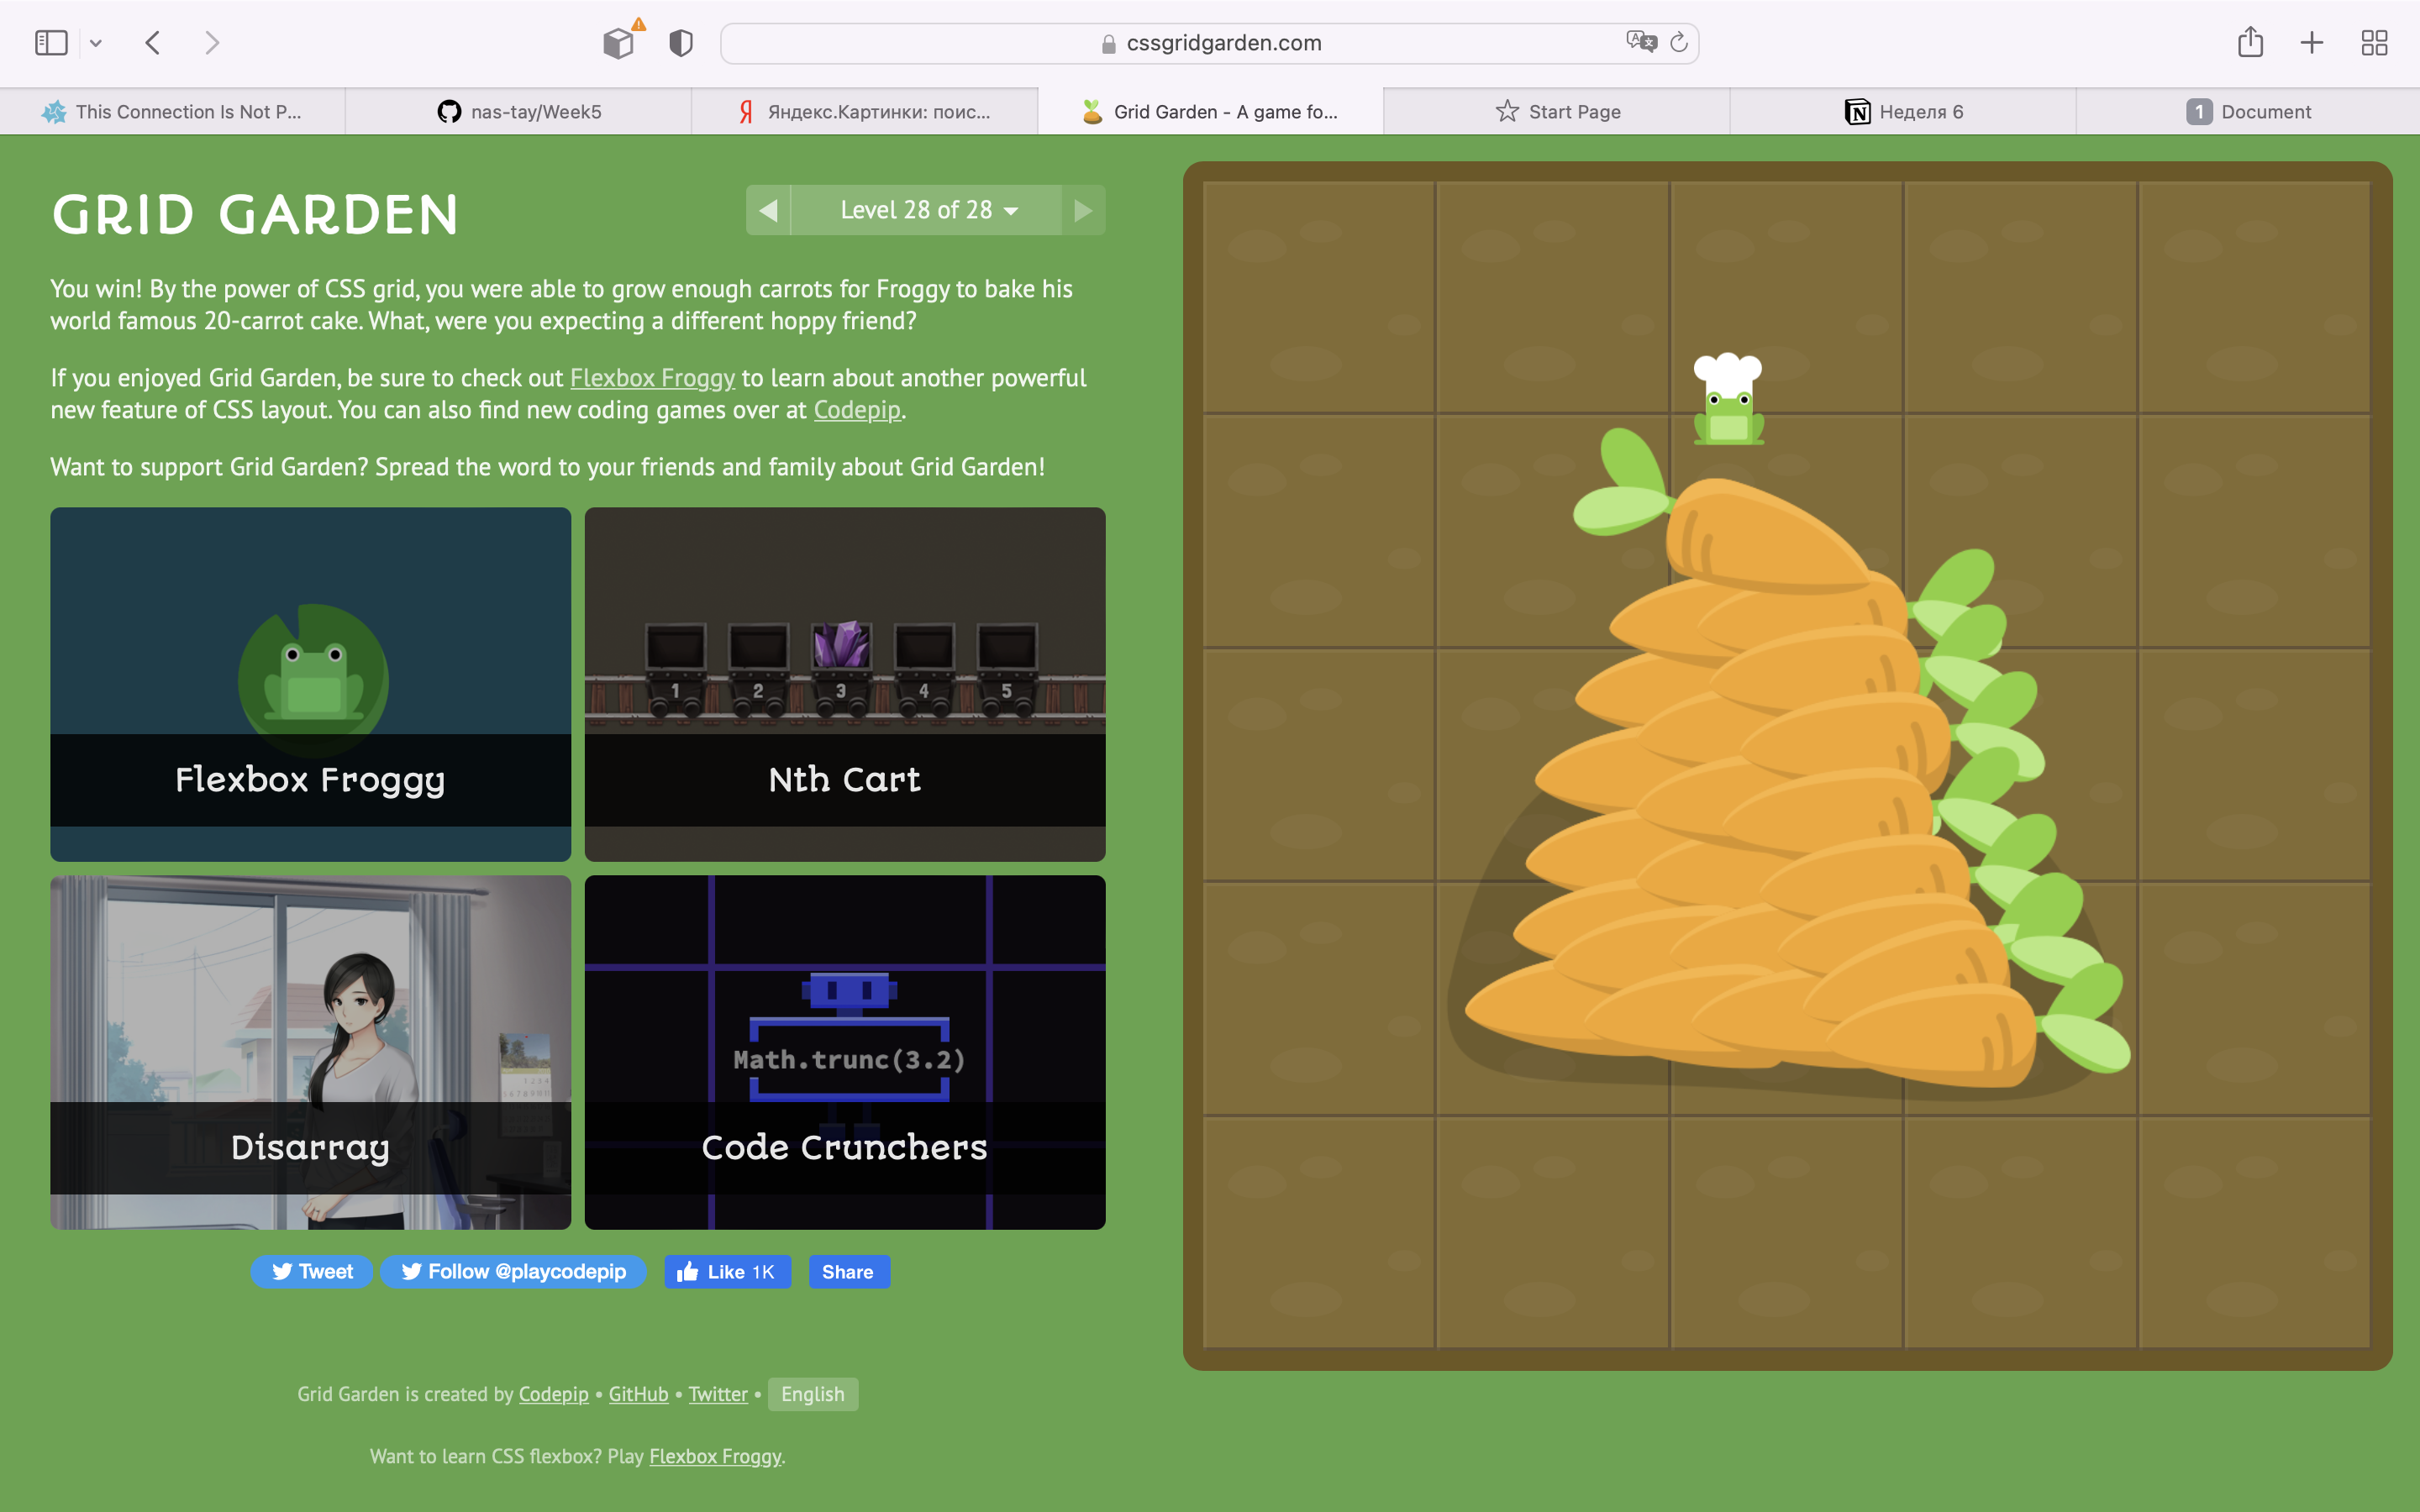 cssgridgarden.com
This Connection Is Not P...
nas-tay/Week5
Я Яндекс.Картинки: поис...
Grid Garden - A game fo...
Start Page
Неделя 6
1 Document
GRID GARDEN
Level 28 of 28
You win! By the power of CSS grid, you were able to grow enough carrots for Froggy to bake his
world famous 20-carrot cake. What, were you expecting a different hoppy friend?
If you enjoyed Grid Garden, be sure to check out Flexbox Froggy to learn about another powerful
new feature of CSS layout. You can also find new coding games over at Codepip.
Want to support Grid Garden? Spread the word to your friends and family about Grid Garden!
1 2 3 4 5
Flexbox Froggy
Nth Cart
Math.trunc(3.2)
Disarray
Code Crunchers
Tweet
Follow @playcodepip
Like 1K
Share
Grid Garden is created by Codepip • GitHub • Twitter • English
Want to learn CSS flexbox? Play Flexbox Froggy.